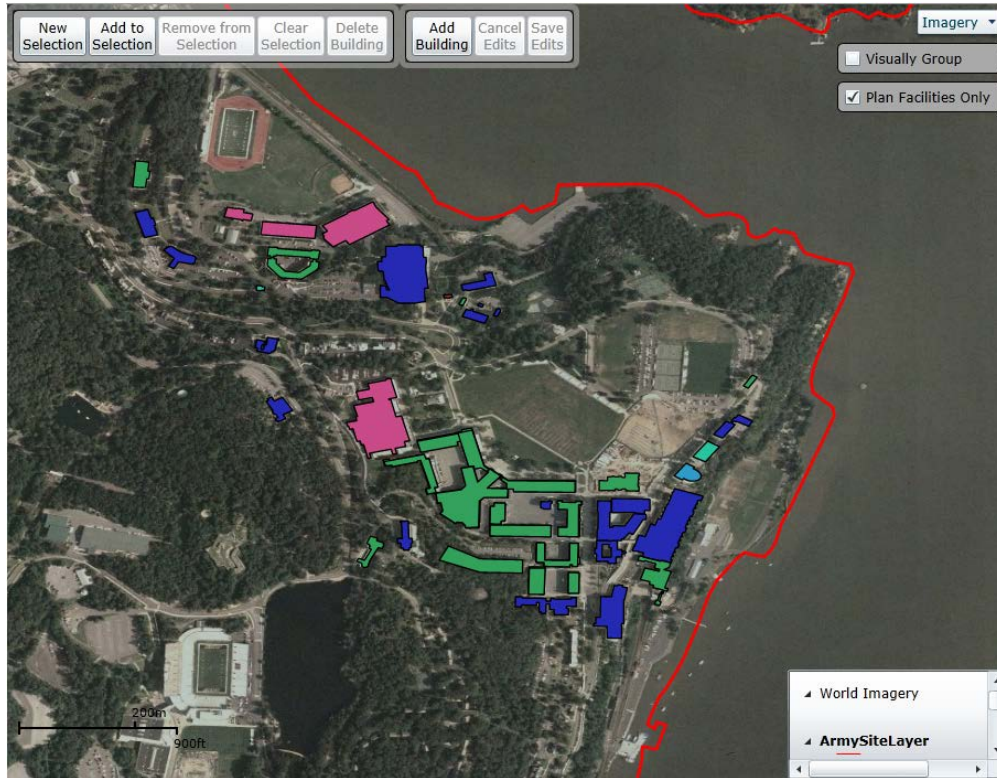 New
Selection
Add to
Selection
Remove from
Selection
Clear
Selection
Delete
Building
Add
Building
Cancel
Edits
Save
Edits
Imagery
Visually Group
Plan Facilities Only
World Imagery
ArmySiteLayer
200m
900ft